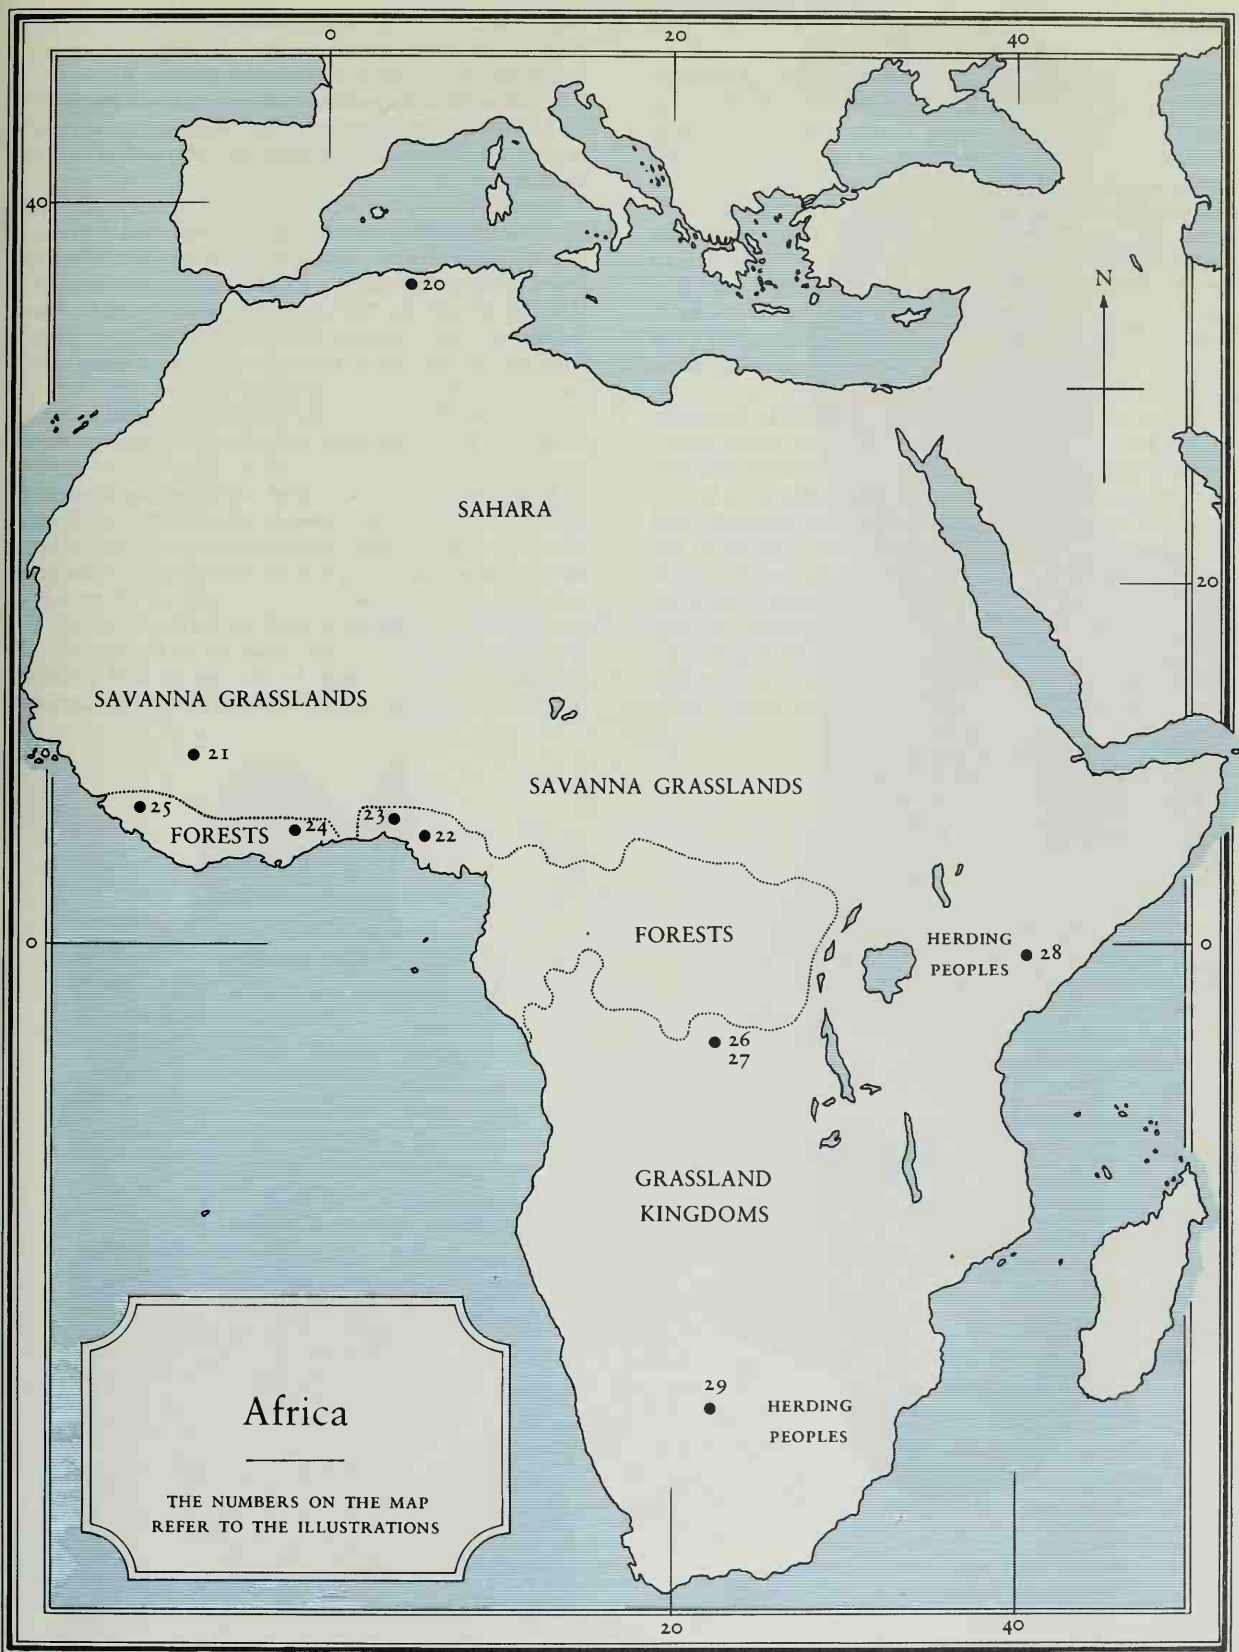 0
20
40
40
N
20
SAHARA
20
SAVANNA GRASSLANDS
21
SAVANNA GRASSLANDS
25
23
24
FORESTS
22
0
FORESTS
HERDING
PEOPLES
28
0
26
27
GRASSLAND
KINGDOMS
29
HERDING
PEOPLES
Africa
THE NUMBERS ON THE MAP
REFER TO THE ILLUSTRATIONS
20
40